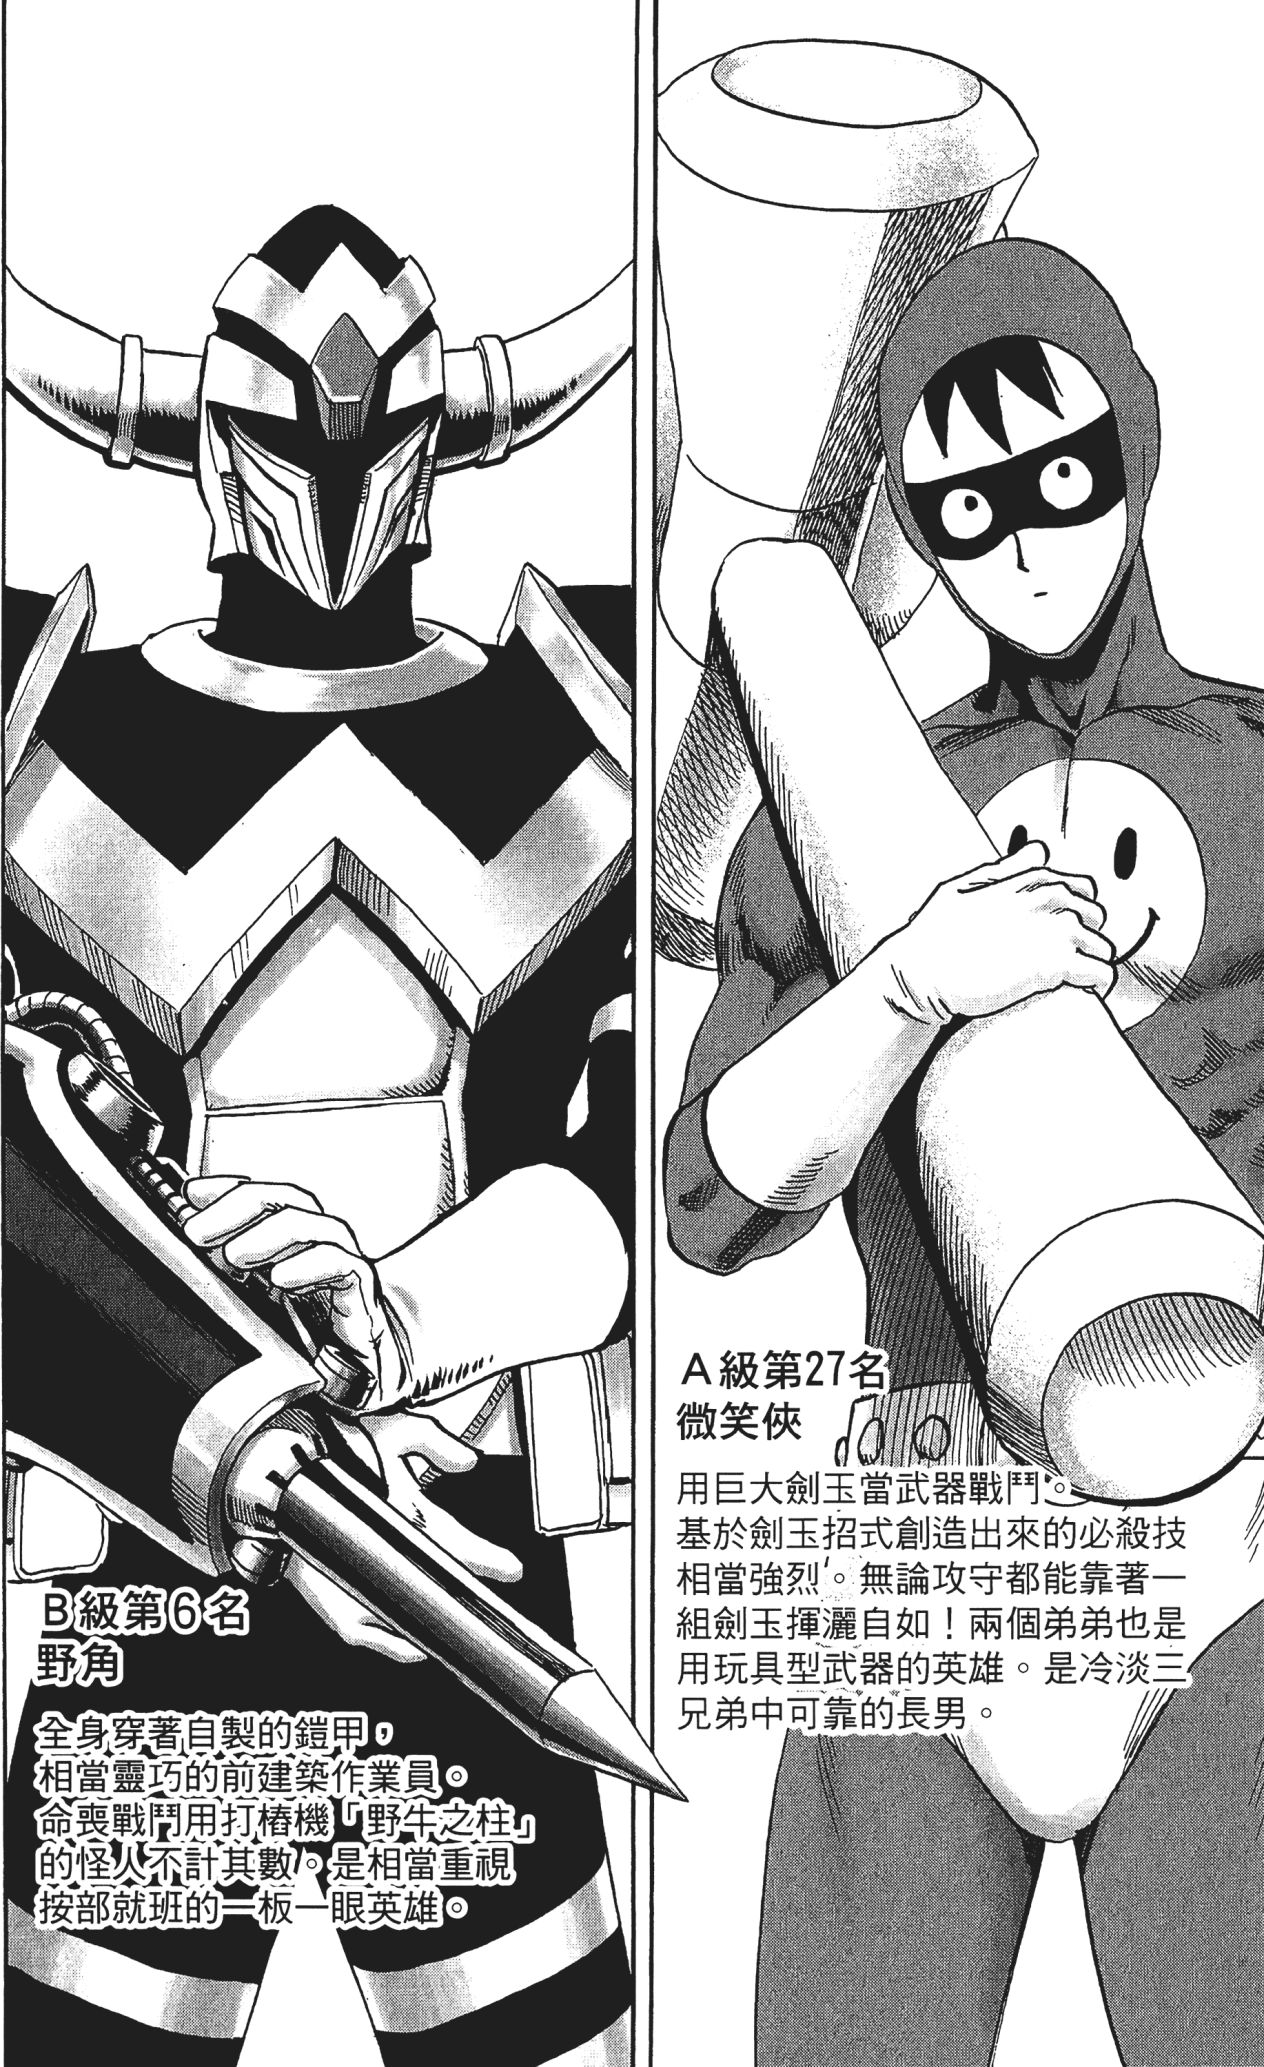 A級第27名
微笑俠
用巨大劍玉當武器戰鬥。
基於劍玉招式創造出來的必殺技
相當強烈。無論攻守都能靠著一
組劍玉揮灑自如！兩個弟弟也是
用玩具型武器的英雄。是冷淡三
兄弟中可靠的長男。
B級第6名
野角
全身穿著自製的鎧甲，
相當靈巧的前建築作業員。
命喪戰鬥用打樁機「野牛之柱」
的怪人不計其數。是相當重視
按部就班的一板一眼英雄。